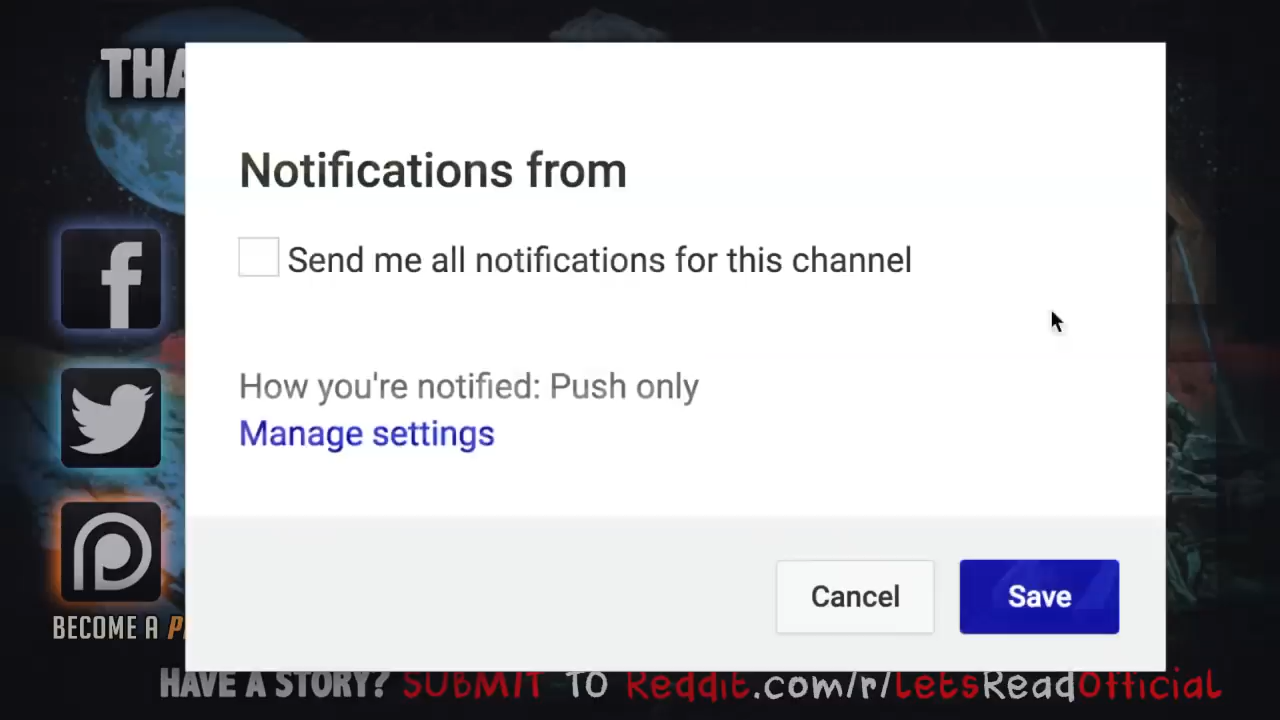 THA
Notifications from
Send me all notifications for this channel
How you're notified: Push only
Manage settings
Cancel
Save
BECOME A P
HAVE A STORY? SUBMIT TO Reddit.com/r/LetsReadOfficial